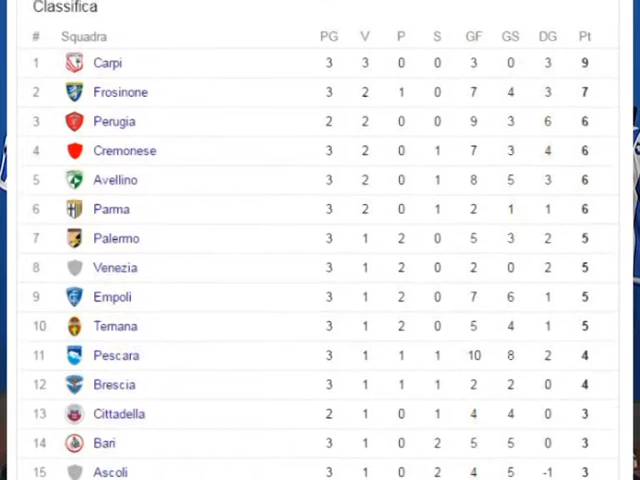 Classifica
# Squadra PG V P S GF GS DG Pt
1 Carpi 3 3 0 0 3 0 3 9
2 Frosinone 3 2 1 0 7 4 3 7
3 Perugia 2 2 0 0 9 3 6 6
4 Cremonese 3 2 0 1 7 3 4 6
5 Avellino 3 2 0 1 8 5 3 6
6 Parma 3 2 0 1 2 1 1 6
7 Palermo 3 1 2 0 5 3 2 5
8 Venezia 3 1 2 0 2 0 2 5
9 Empoli 3 1 2 0 7 6 1 5
10 Ternana 3 1 2 0 5 4 1 5
11 Pescara 3 1 1 1 10 8 2 4
12 Brescia 3 1 1 1 2 2 0 4
13 Cittadella 2 1 0 1 4 4 0 3
14 Bari 3 1 0 2 5 5 0 3
15 Ascoli 3 1 0 2 4 5 -1 3